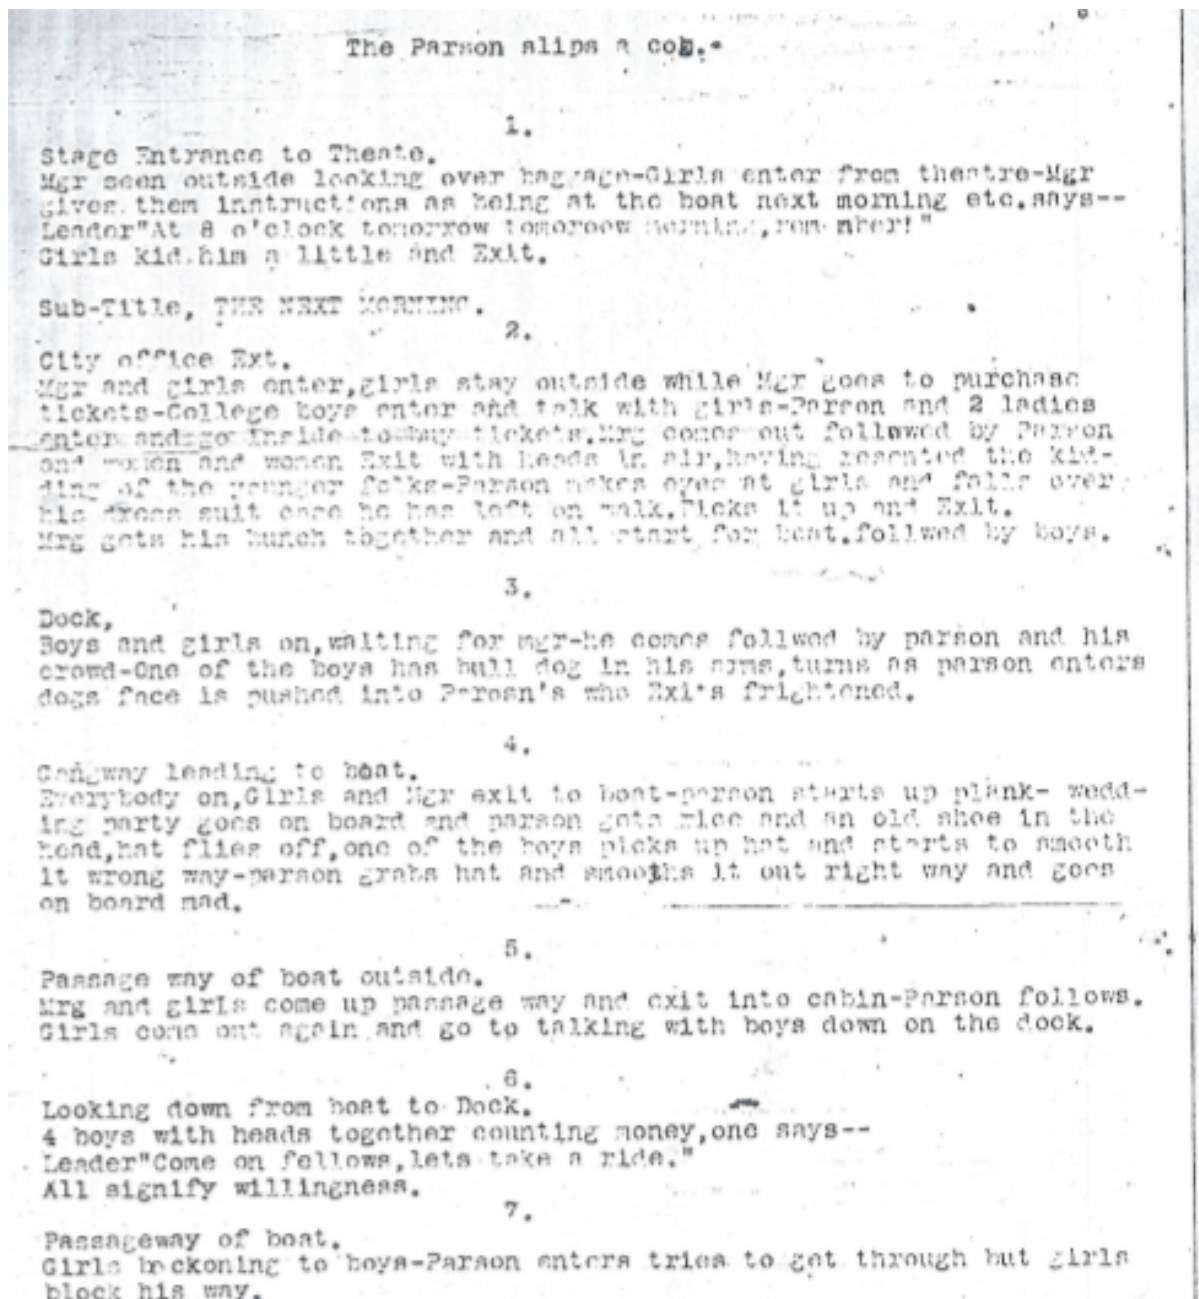 The Parson slips a cog.-
1.
Stage Entrance to Theate.
Mgr seen outside looking over baggage-Girls enter from theatre-Mgr
gives them instructions as being at the boat next morning etc.says--
Leader"At 8 o'clock tomorrow tomoroow morning,remember!"
Girls kid him a little and Exit.
Sub-Title, THE NEXT MORNING.
2.
City office Ext.
Mgr and girls enter,girls stay outside while Mgr goes to purchase
tickets-College boys enter and talk with girls-Parson and 2 ladies
enter and go inside to buy tickets.Mrg comes out followed by Parson
and women and women Exit with heads in air,having resented the kid-
ding of the younger folks-Parson makes eyes at girls and falls over
his dress suit case he has left on walk.Picks it up and Exit.
Mrg gets his bunch together and all start for boat.follwed by boys.
3.
Dock,
Boys and girls on,waiting for mgr-he comes follwed by parson and his
crowd-One of the boys has bull dog in his arms,turns as parson enters
dogs face is pushed into Parson's who Exits frightened.
4.
Gangway leading to boat.
Everybody on,Girls and Mgr exit to boat-parson starts up plank- wedd-
ing party goes on board and parson gets rice and an old shoe in the
head,hat flies off,one of the boys picks up hat and starts to smooth
it wrong way-parson grabs hat and smooths it out right way and goes
on board mad.
5.
Passage way of boat outside.
Mrg and girls come up passage way and exit into cabin-Parson follows.
Girls come out again and go to talking with boys down on the dock.
6.
Looking down from boat to Dock.
4 boys with heads together counting money,one says--
Leader"Come on fellows,lets take a ride."
All signify willingness.
7.
Passageway of boat.
Girls beckoning to boys-Parson enters tries to get through but girls
block his way.